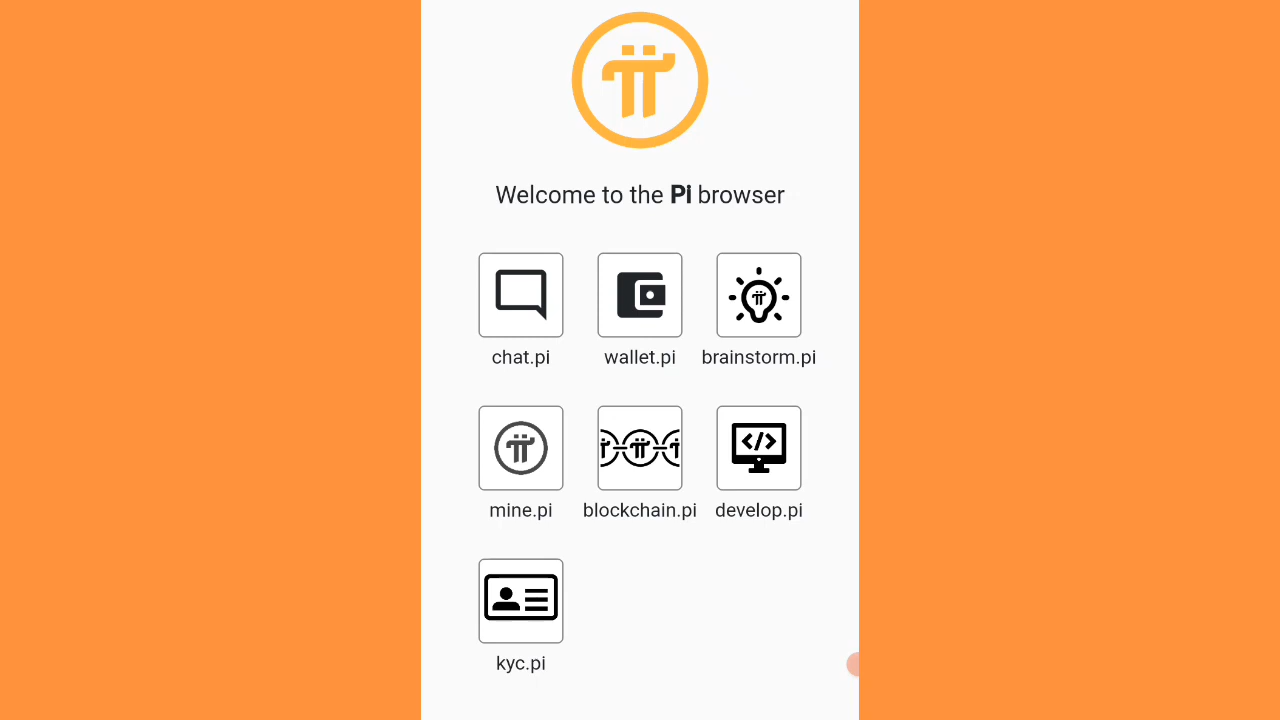 Welcome to the Pi browser
chat.pi wallet.pi brainstorm.pi
mine.pi blockchain.pi develop.pi
kyc.pi